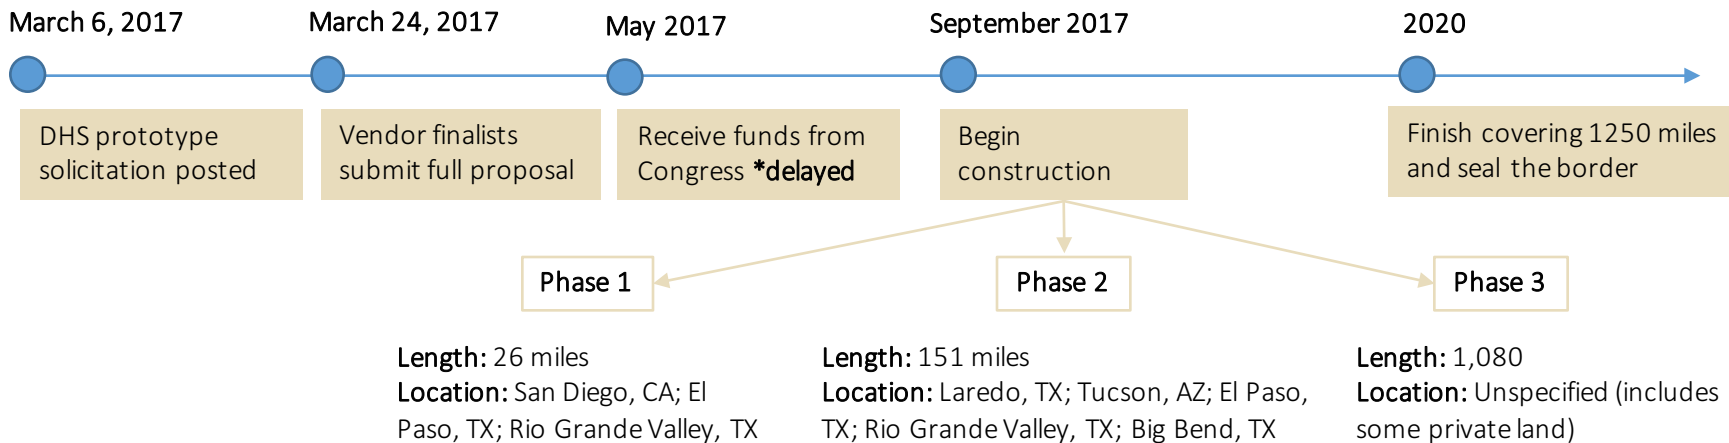 March 6, 2017
March 24, 2017
May 2017
September 2017
2020
DHS prototype
solicitation posted
Vendor finalists
submit full proposal
Receive funds from
Congress *delayed
Begin
construction
Finish covering 1250 miles
and seal the border
Phase 1
Phase 2
Phase 3
Length: 26 miles
Location: San Diego, CA; El
Paso, TX; Rio Grande Valley, TX
Length: 151 miles
Location: Laredo, TX; Tucson, AZ; El Paso,
TX; Rio Grande Valley, TX; Big Bend, TX
Length: 1,080
Location: Unspecified (includes
some private land)